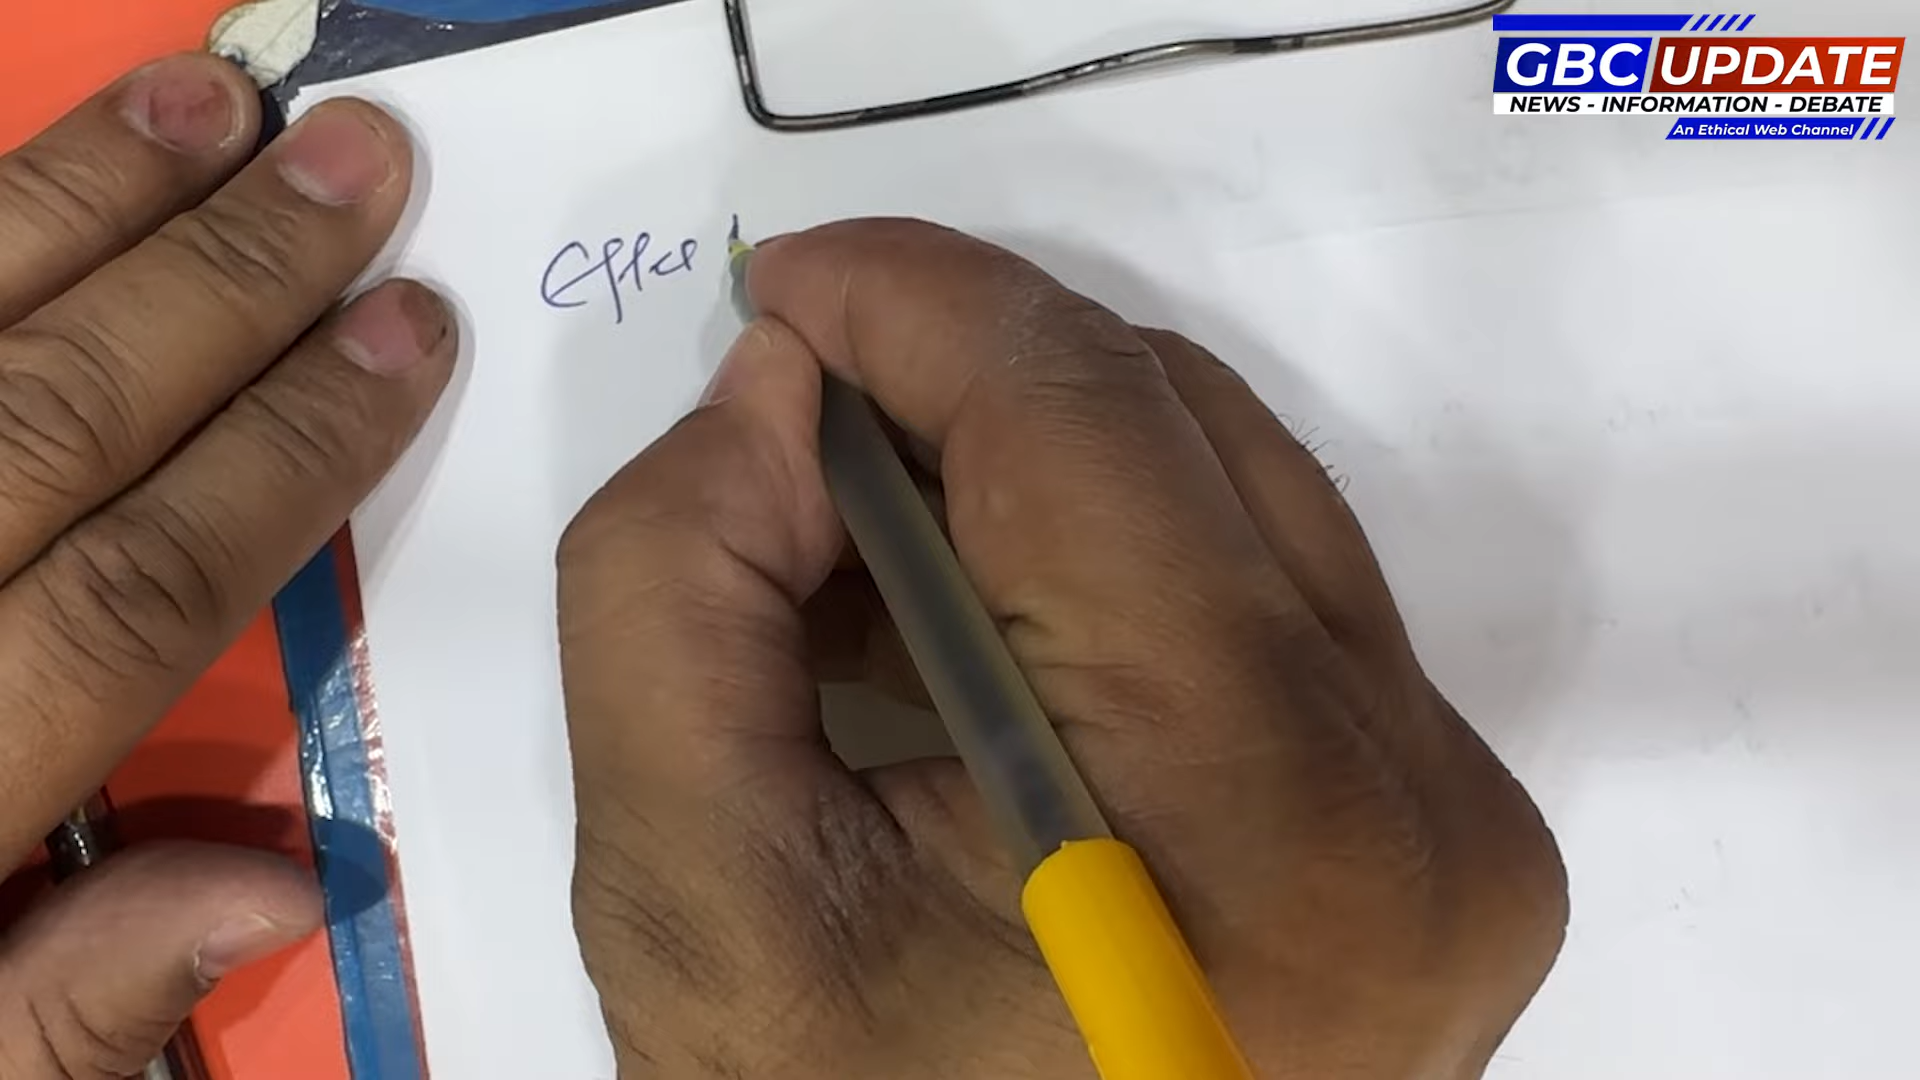 GBC UPDATE
NEWS - INFORMATION - DEBATE
An Ethical Web Channel